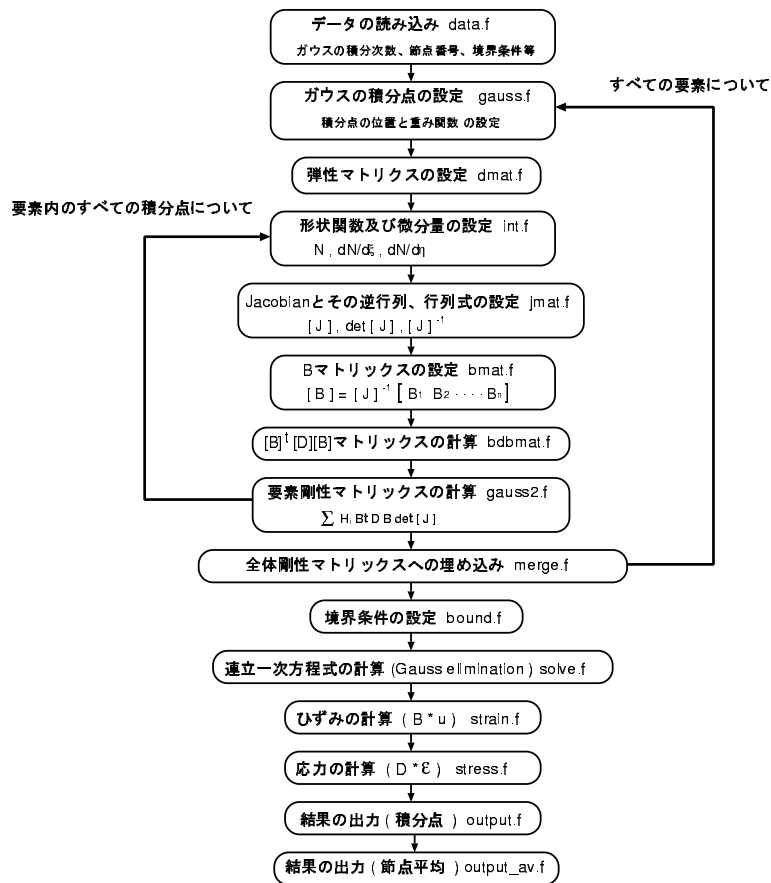 データの読み込み data.f
ガウスの積分次数、節点番号、境界条件等
すべての要素について
ガウスの積分点の設定 gauss.f
積分点の位置と重み関数 の設定
弾性マトリクスの設定 dmat.f
要素内のすべての積分点について
形状関数及び微分量の設定 int.f
N , dN/dξ , dN/dη
Jacobianとその逆行列、行列式の設定 jmat.f
[ J ] , det [ J ] , [ J ]⁻¹
Bマトリックスの設定 bmat.f
[ B ] = [ J ]⁻¹ [ B₁ B₂ ‥‥ Bₙ ]
[B]ᵗ [D][B]マトリックスの計算 bdbmat.f
要素剛性マトリックスの計算 gauss2.f
∑ Hᵢ Bt D B det [ J ]
全体剛性マトリックスへの埋め込み merge.f
境界条件の設定 bound.f
連立一次方程式の計算 (Gauss elimination ) solve.f
ひずみの計算 ( B * u ) strain.f
応力の計算 ( D * ε ) stress.f
結果の出力 ( 積分点 ) output.f
結果の出力 ( 節点平均 ) output_av.f